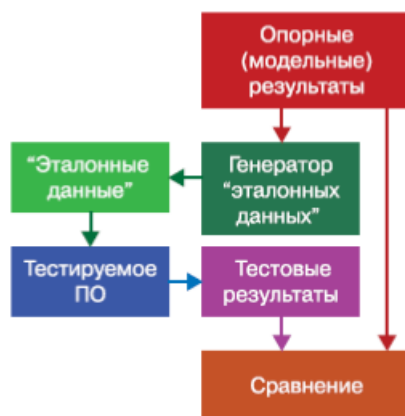 Опорные
(модельные)
результаты
“Эталонные
данные”
Генератор
“эталонных
данных”
Тестируемое
ПО
Тестовые
результаты
Сравнение